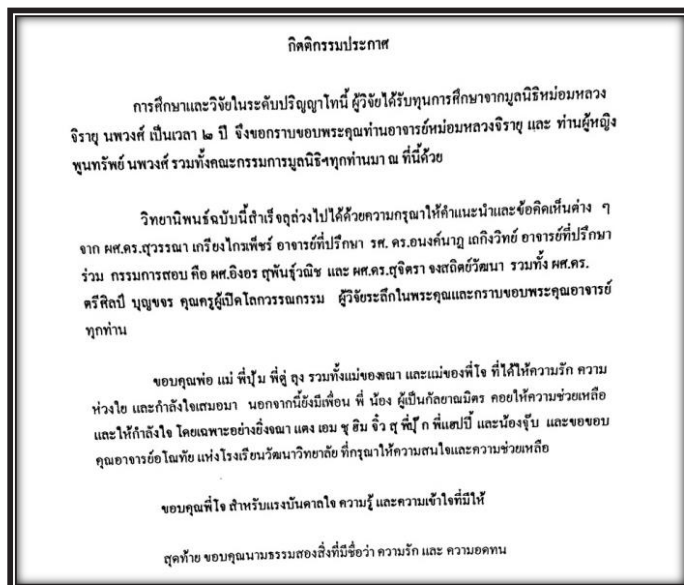 กิตติกรรมประกาศ
การศึกษาและวิจัยในระดับปริญญาโทนี้ ผู้วิจัยได้รับทุนการศึกษาจากมูลนิธิหม่อมหลวง
จิรายุ นพวงศ์ เป็นเวลา ๒ ปี จึงขอกราบขอบพระคุณท่านอาจารย์หม่อมหลวงจิรายุ และ ท่านผู้หญิง
พูนทรัพย์ นพวงศ์ รวมทั้งคณะกรรมการมูลนิธิฯทุกท่านมา ณ ที่นี้ด้วย
วิทยานิพนธ์ฉบับนี้สำเร็จลุล่วงไปได้ด้วยความกรุณาให้คำแนะนำและข้อคิดเห็นต่าง ๆ
จาก ผศ.ดร.สุวรรณา เกรียงไกรเพ็ชร์ อาจารย์ที่ปรึกษา รศ. ดร.อนงค์นาฏ เถกิงวิทย์ อาจารย์ที่ปรึกษา
ร่วม กรรมการสอบ คือ ผศ.อิงอร สุพันธุ์วณิช และ ผศ.ดร.สุจิตรา จงสถิตย์วัฒนา รวมทั้ง ผศ.ดร.
ตรีศิลป์ บุญขจร คุณครูผู้เปิดโลกวรรณกรรม ผู้วิจัยระลึกในพระคุณและกราบขอบพระคุณอาจารย์
ทุกท่าน
ขอบคุณพ่อ แม่ พี่ปุ้ม พี่คู่ ลุง รวมทั้งแม่ของณา และแม่ของพี่โจ ที่ได้ให้ความรัก ความ
ห่วงใย และกำลังใจเสมอมา นอกจากนี้ยังมีเพื่อน พี่ น้อง ผู้เป็นกัลยาณมิตร คอยให้ความช่วยเหลือ
และให้กำลังใจ โดยเฉพาะอย่างยิ่งจณา แตง เอม ชุ ฮิม จิ๋ว สุ พี่ปุ๊ก พี่แฮปปี้ และน้องจุ๊บ และขอขอบ
คุณอาจารย์อโณทัย แห่งโรงเรียนวัฒนาวิทยาลัย ที่กรุณาให้ความสนใจและความช่วยเหลือ
ขอบคุณพี่โจ สำหรับแรงบันดาลใจ ความรู้ และความเข้าใจที่มีให้
สุดท้าย ขอบคุณนามธรรมสองสิ่งที่มีชื่อว่า ความรัก และ ความอดทน